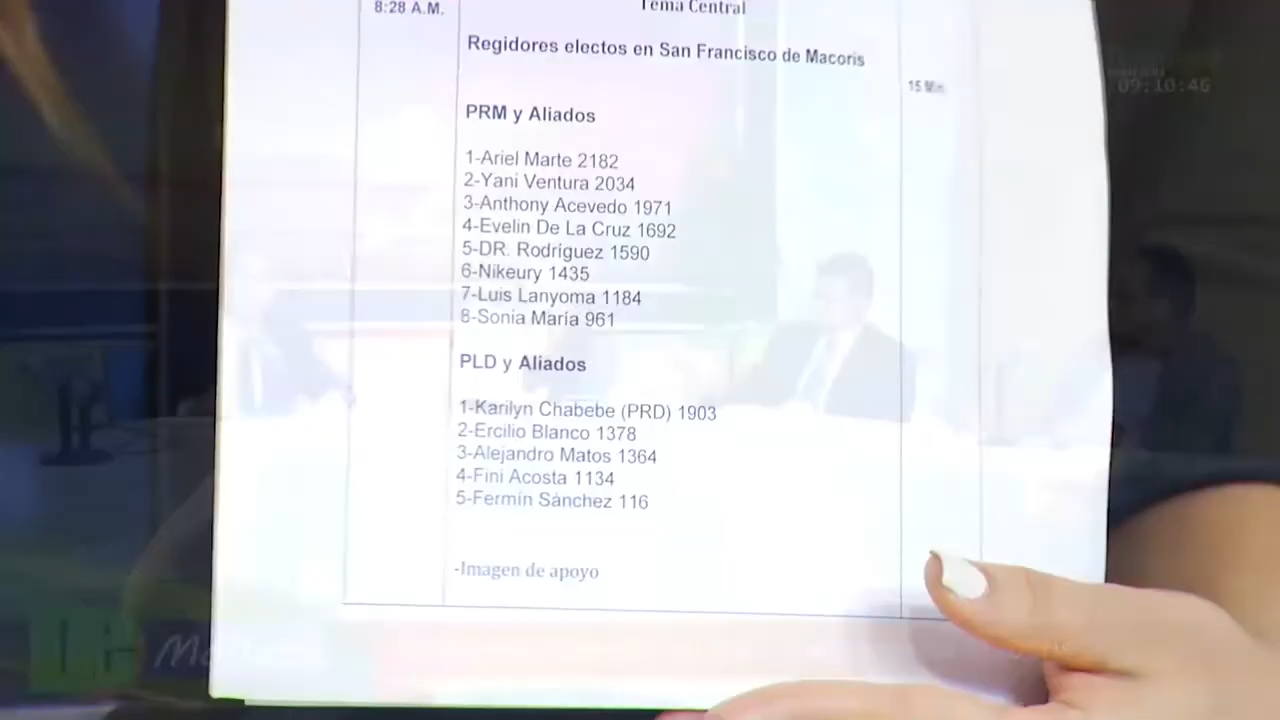 8:28 A.M.
Tema Central
Regidores electos en San Francisco de Macoris
15 Min
09:10:46
PRM y Aliados
1-Ariel Marte 2182
2-Yani Ventura 2034
3-Anthony Acevedo 1971
4-Evelin De La Cruz 1692
5-DR. Rodríguez 1590
6-Nikeury 1435
7-Luis Lanyoma 1184
8-Sonia María 961
PLD y Aliados
1-Karilyn Chabebe (PRD) 1903
2-Ercilio Blanco 1378
3-Alejandro Matos 1364
4-Fini Acosta 1134
5-Fermín Sánchez 116
-Imagen de apoyo